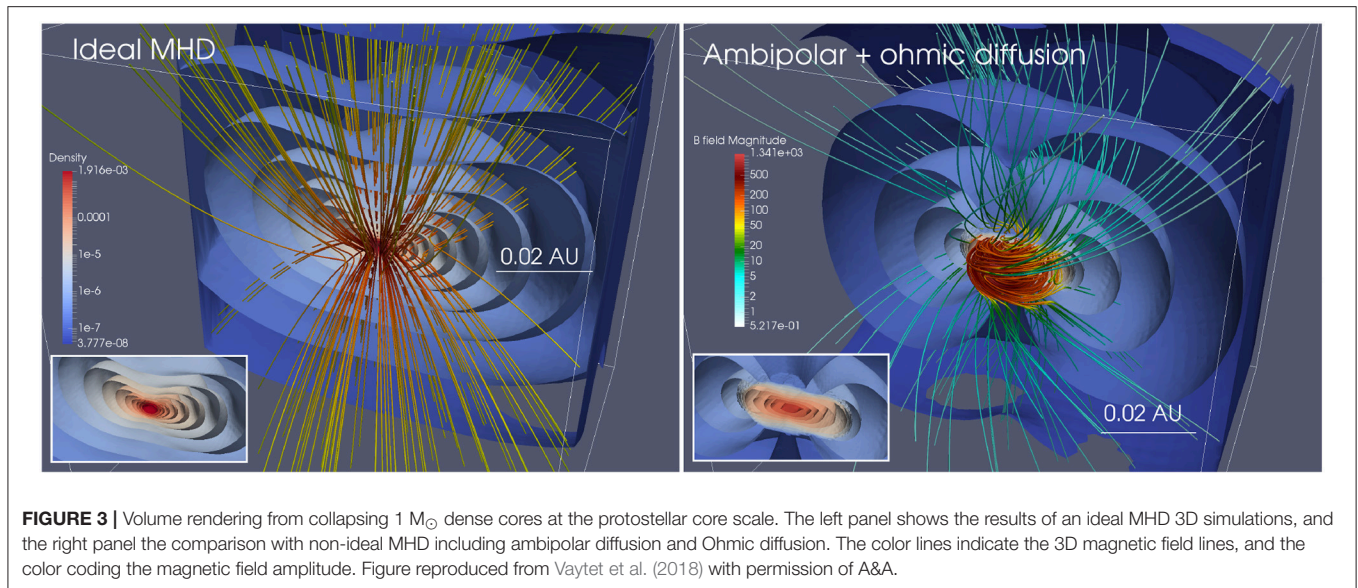 Ideal MHD
Density
1.916e-03
0.0001
1e-5
1e-6
1e-7
3.777e-08
0.02 AU
Ambipolar + ohmic diffusion
B field Magnitude
1.341e+03
500
200
100
50
20
10
5
2
1
5.217e-01
0.02 AU
FIGURE 3 | Volume rendering from collapsing 1 M⊙ dense cores at the protostellar core scale. The left panel shows the results of an ideal MHD 3D simulations, and
the right panel the comparison with non-ideal MHD including ambipolar diffusion and Ohmic diffusion. The color lines indicate the 3D magnetic field lines, and the
color coding the magnetic field amplitude. Figure reproduced from Vaytet et al. (2018) with permission of A&A.